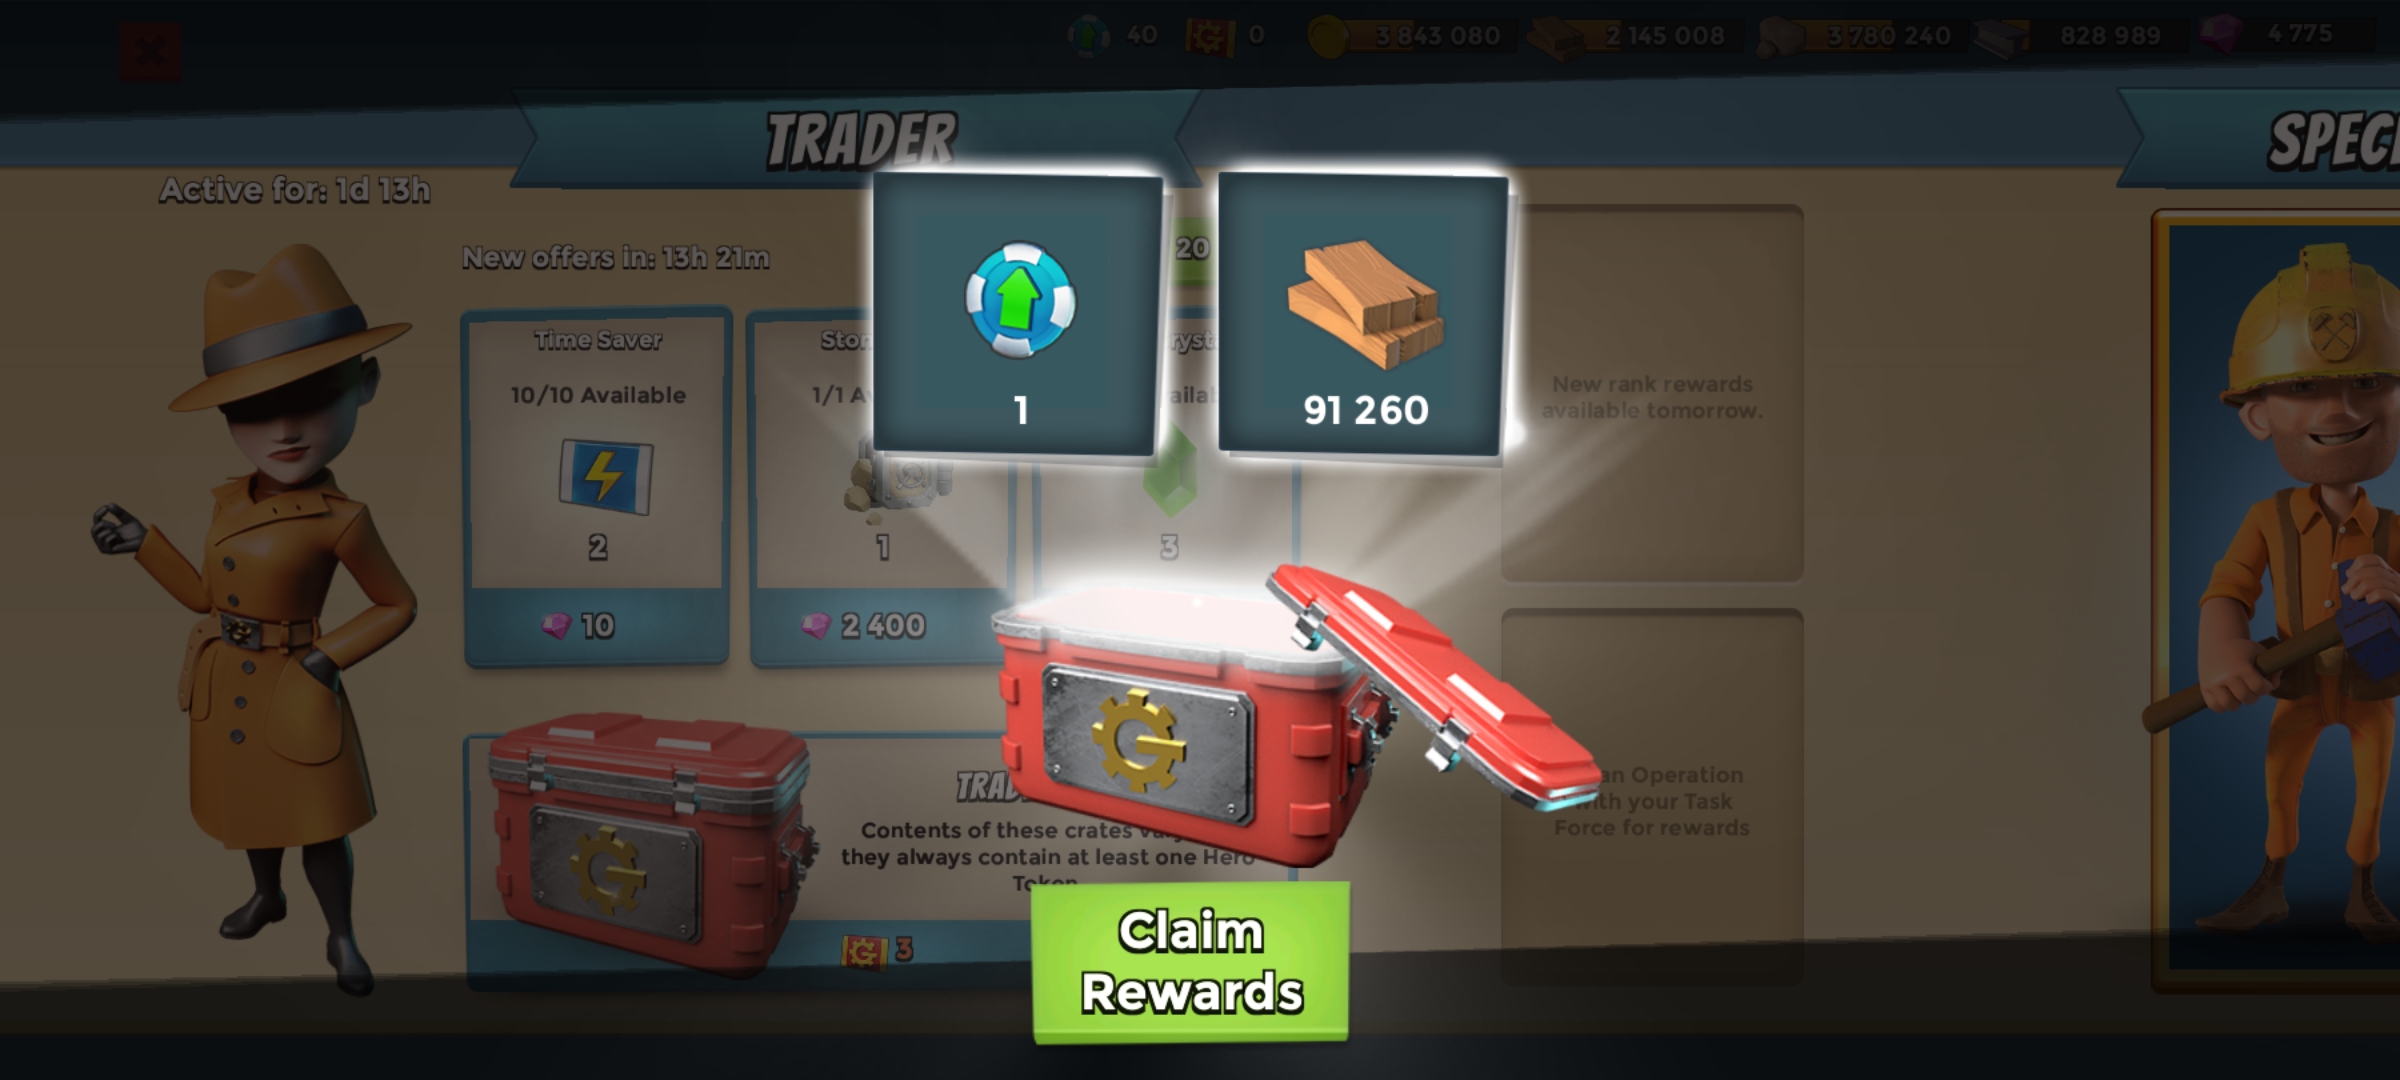 40
0
3 843 080
2 145 008
3 780 240
828 989
4 775
TRADER
Active for: 1d 13h
New offers in: 13h 21m
20
Time Saver
10/10 Available
2
10
1/1
1
2 400
3
1
91 260
New rank rewards
available tomorrow.
Contents of these crates
they always contain at least one Hero
Token
3
Operation
with your Task
Force for rewards
G
G
Claim
Rewards